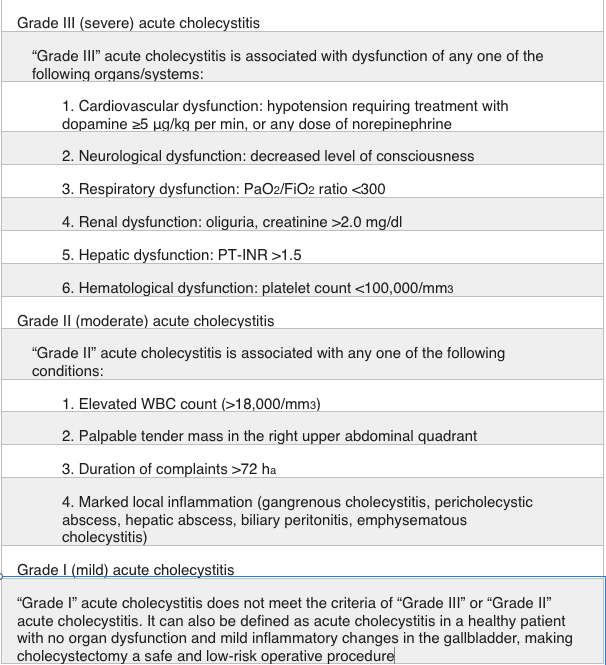 Grade III (severe) acute cholecystitis
“Grade III” acute cholecystitis is associated with dysfunction of any one of the
following organs/systems:
1. Cardiovascular dysfunction: hypotension requiring treatment with
dopamine ≥5 μg/kg per min, or any dose of norepinephrine
2. Neurological dysfunction: decreased level of consciousness
3. Respiratory dysfunction: PaO2/FiO2 ratio <300
4. Renal dysfunction: oliguria, creatinine >2.0 mg/dl
5. Hepatic dysfunction: PT-INR >1.5
6. Hematological dysfunction: platelet count <100,000/mm3
Grade II (moderate) acute cholecystitis
“Grade II” acute cholecystitis is associated with any one of the following
conditions:
1. Elevated WBC count (>18,000/mm3)
2. Palpable tender mass in the right upper abdominal quadrant
3. Duration of complaints >72 ha
4. Marked local inflammation (gangrenous cholecystitis, pericholecystic
abscess, hepatic abscess, biliary peritonitis, emphysematous
cholecystitis)
Grade I (mild) acute cholecystitis
“Grade I” acute cholecystitis does not meet the criteria of “Grade III” or “Grade II”
acute cholecystitis. It can also be defined as acute cholecystitis in a healthy patient
with no organ dysfunction and mild inflammatory changes in the gallbladder, making
cholecystectomy a safe and low-risk operative procedure